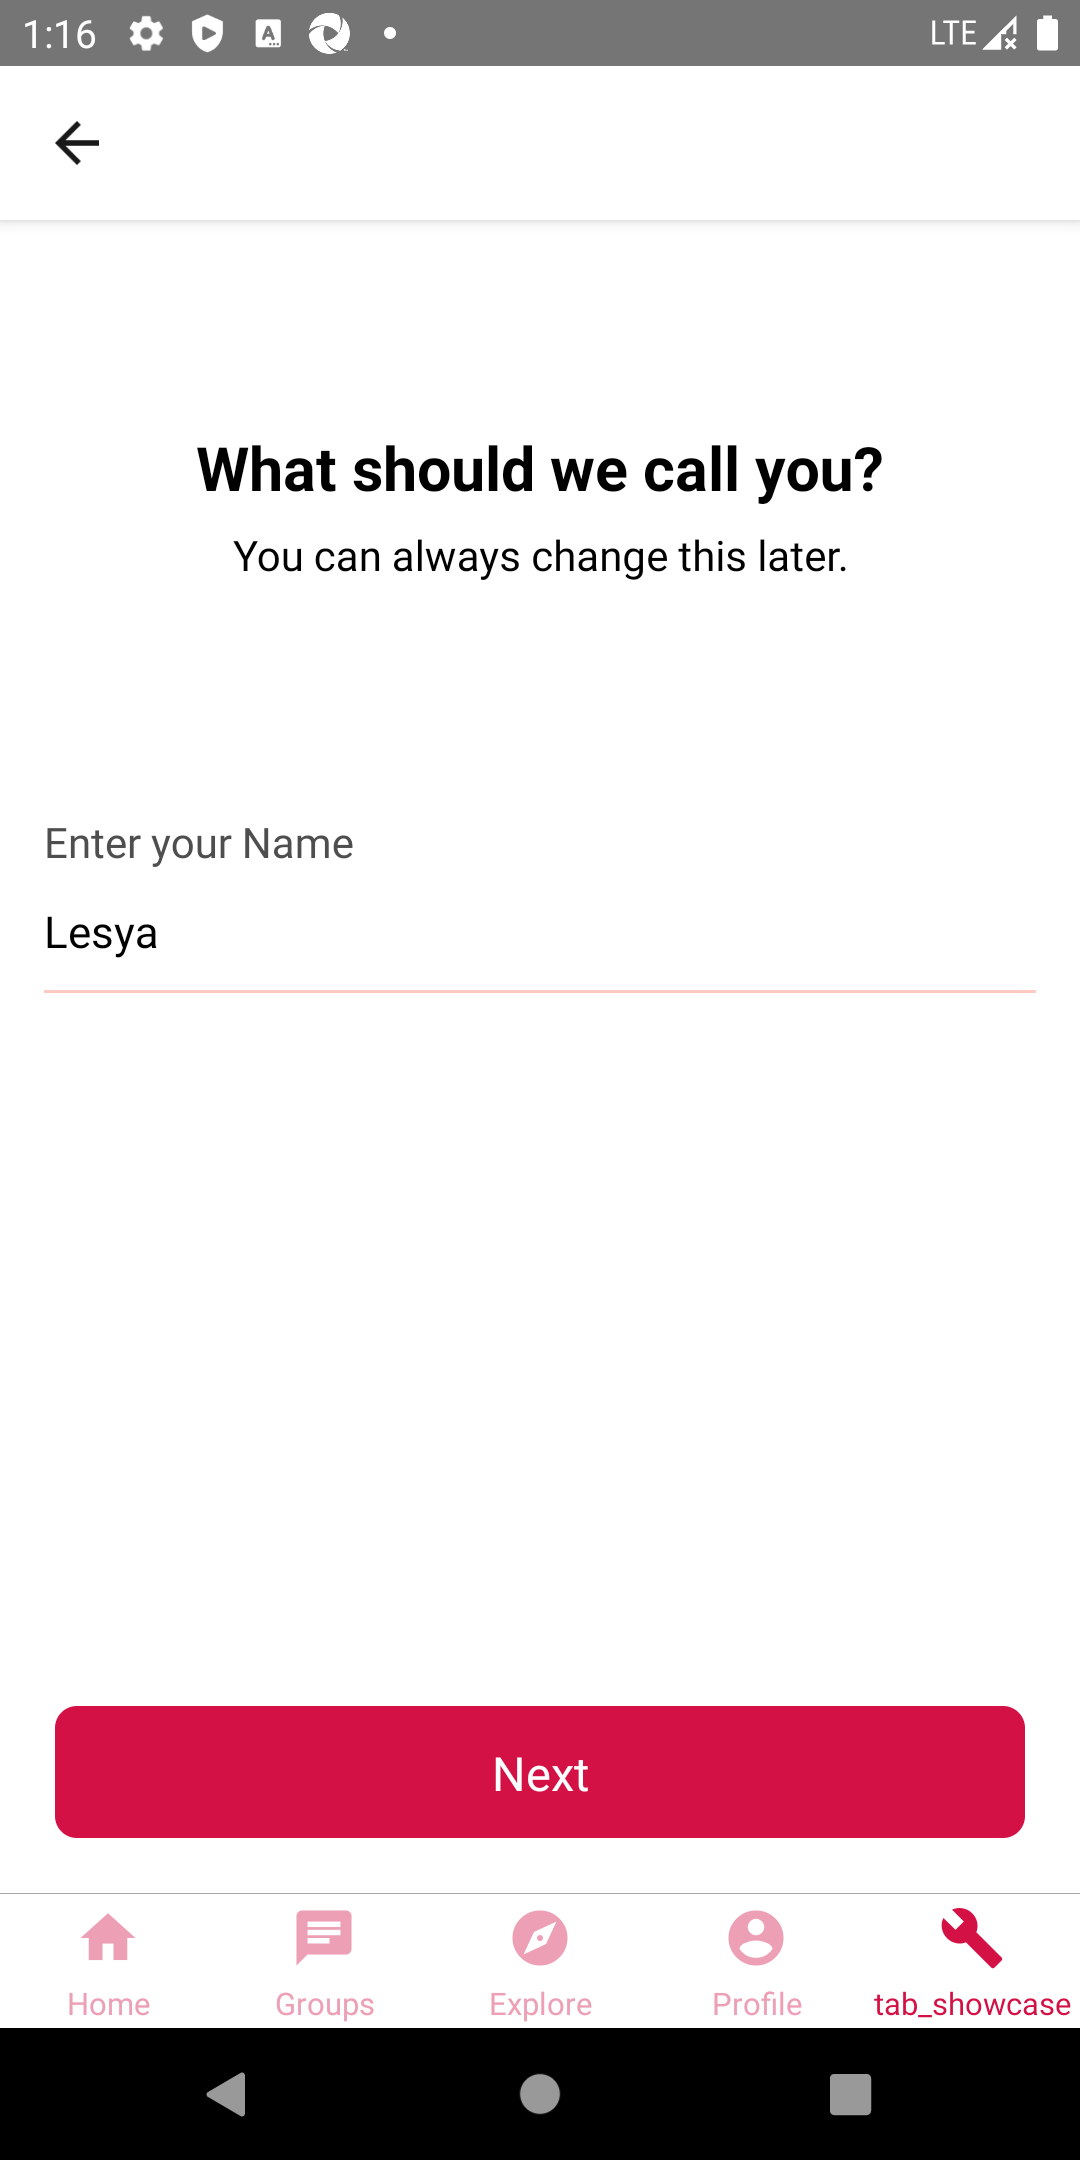 1:16
LTE
What should we call you?
You can always change this later.
Enter your Name
Lesya
Next
Home
Groups
Explore
Profile
tab_showcase